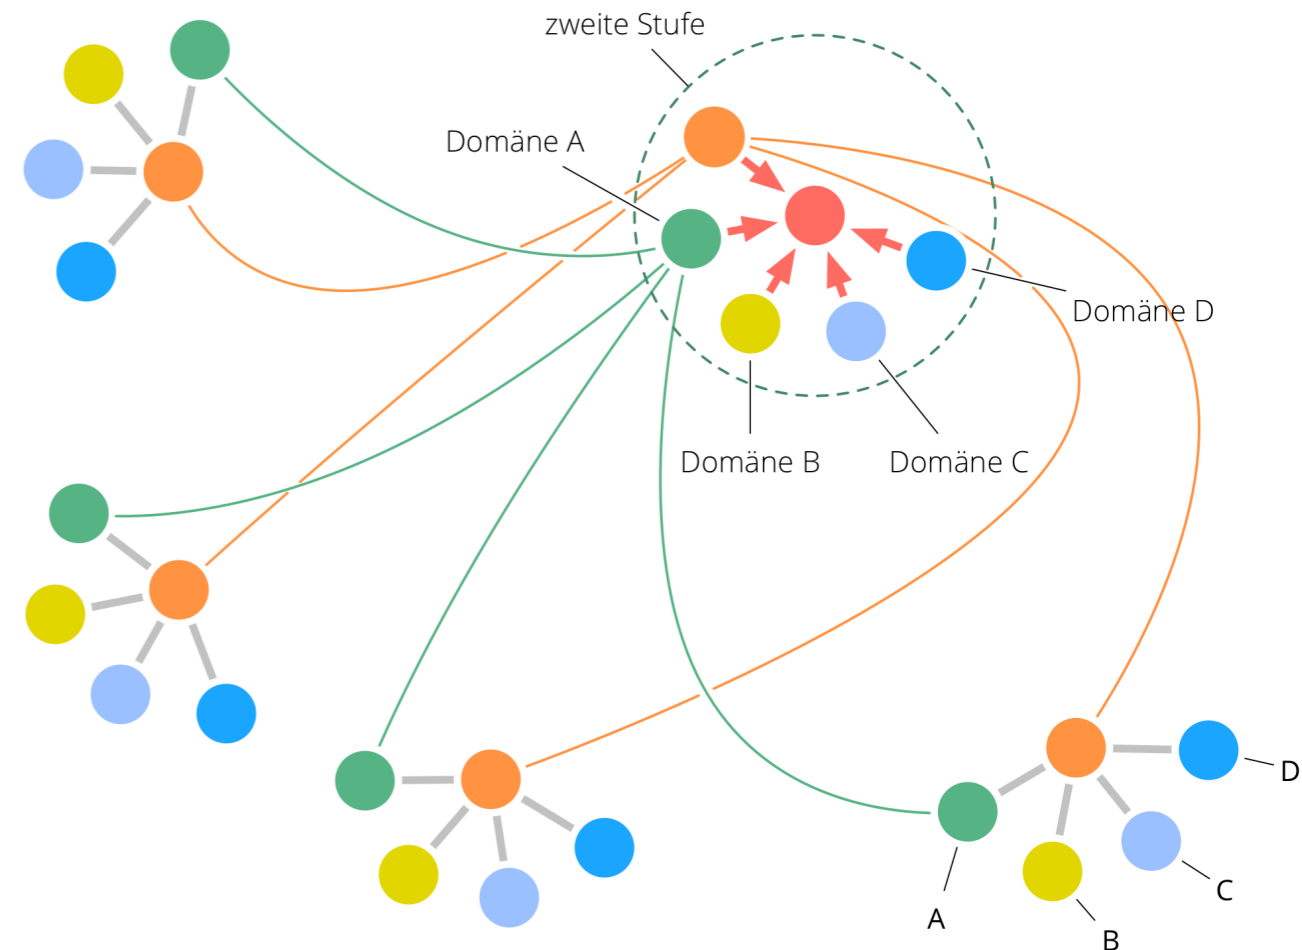 zweite Stufe
Domäne A
Domäne D
Domäne B
Domäne C
D
C
A
B